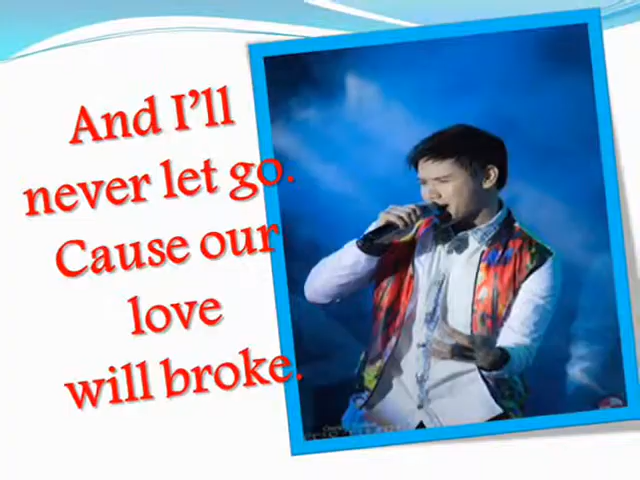 And I'll
never let go.
Cause our
love
will broke.